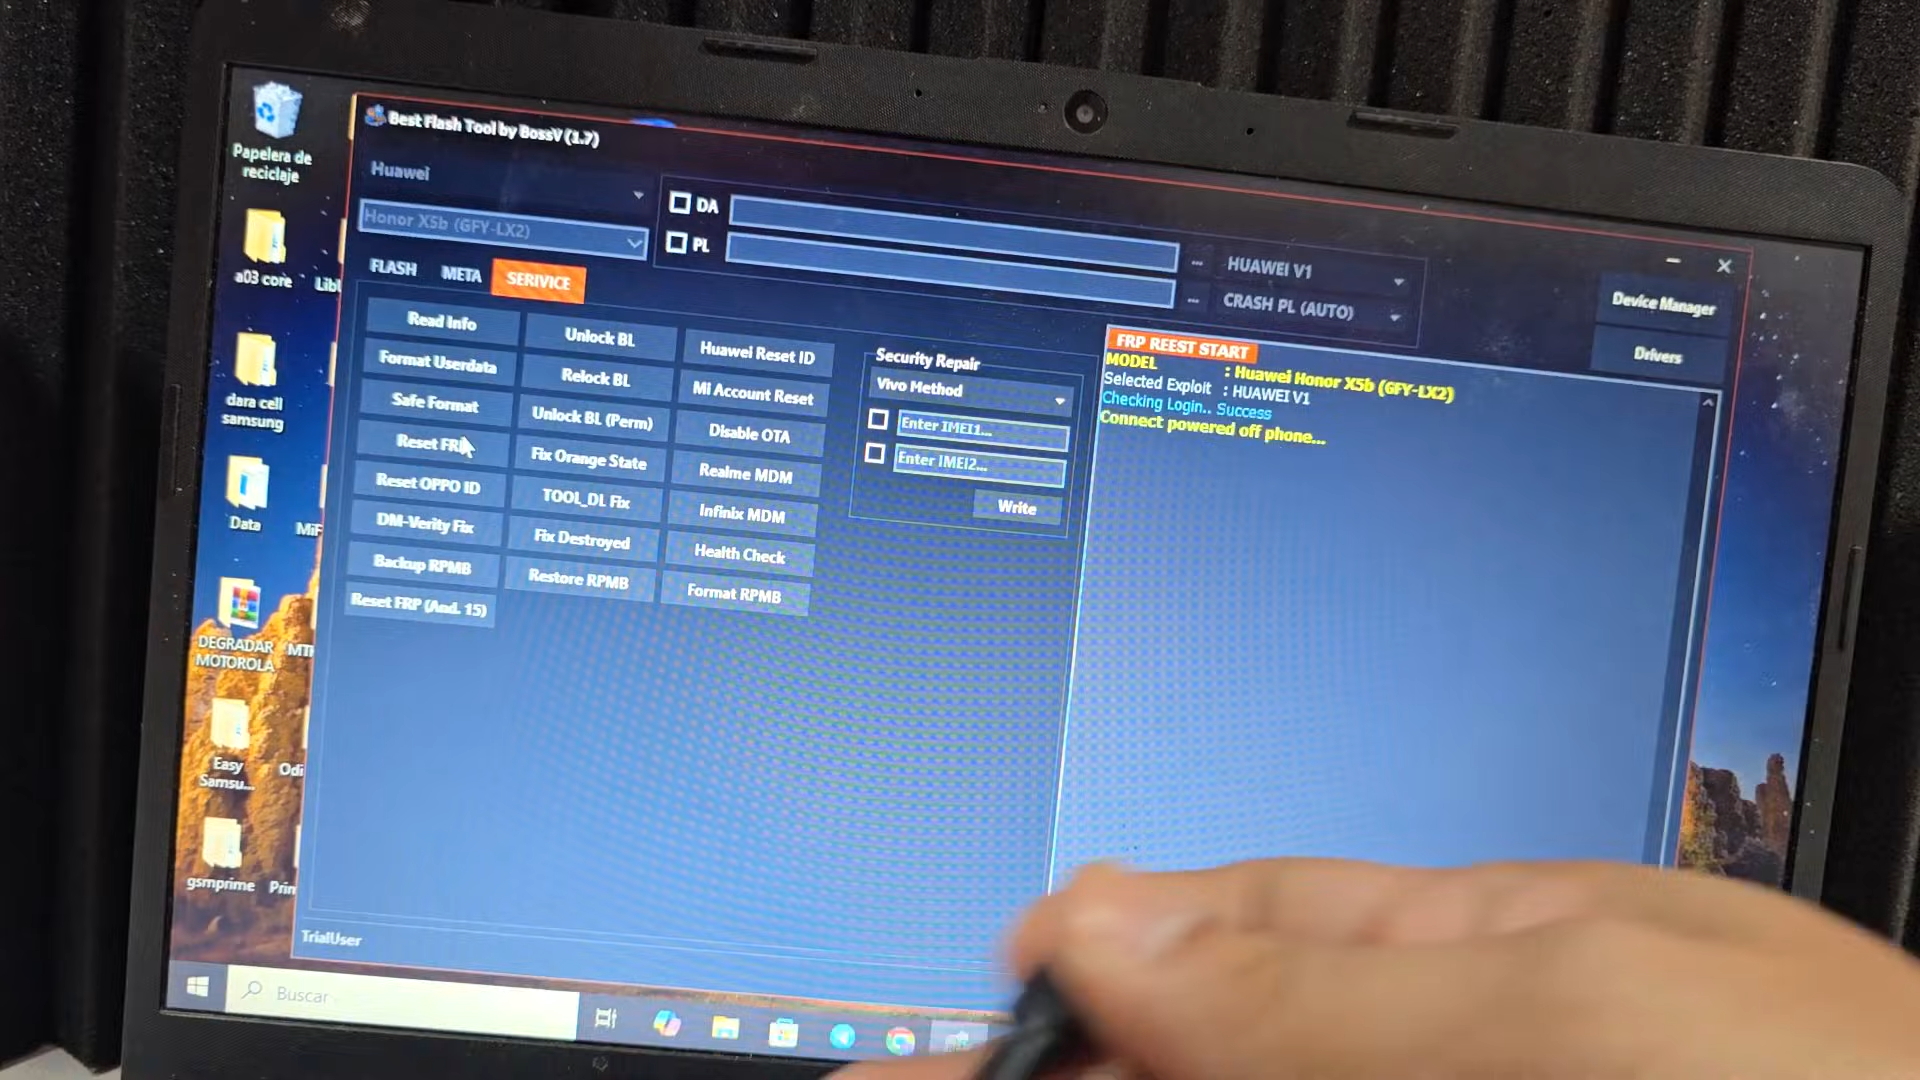 Papelera de
reciclaje
a03 core
dara cell
samsung
Data
DEGRADAR
MOTOROLA
Easy
Samsu...
gsmprime
Best Flash Tool by BossV (1.7)
Huawei
Honor X5b (GFY-LX2)
DA
PL
...
...
HUAWEI V1
CRASH PL (AUTO)
Device Manager
Drivers
FLASH
META
SERIVICE
Read Info
Format Userdata
Safe Format
Reset FRP
Reset OPPO ID
DM-Verity Fix
Backup RPMB
Reset FRP (And. 15)
Unlock BL
Relock BL
Unlock BL (Perm)
Fix Orange State
TOOL_DL Fix
Fix Destroyed
Restore RPMB
Huawei Reset ID
Mi Account Reset
Disable OTA
Realme MDM
Infinix MDM
Health Check
Format RPMB
Security Repair
Vivo Method
Enter IMEI1...
Enter IMEI2...
Write
FRP REEST START
MODEL : Huawei Honor X5b (GFY-LX2)
Selected Exploit : HUAWEI V1
Checking Login.. Success
Connect powered off phone...
TrialUser
Buscar